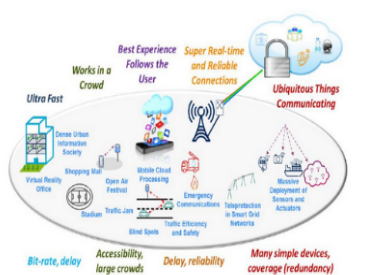 Best Experience
Follows the
User
Super Real-time
and Reliable
Connections
Works in a
Crowd
Ultra Fast
Ubiquitous Things
Communicating
Dense Urban
Information
Society
Virtual Reality
Office
Shopping Mall
Stadium
Open Air
Festival
Traffic Jam
Blind Spots
Mobile Cloud
Processing
Emergency
Communications
Traffic Efficiency
and Safety
Teleprotection
in Smart Grid
Networks
Massive
Deployment of
Sensors and
Actuators
Bit-rate, delay
Accessibility,
large crowds
Delay, reliability
Many simple devices,
coverage (redundancy)